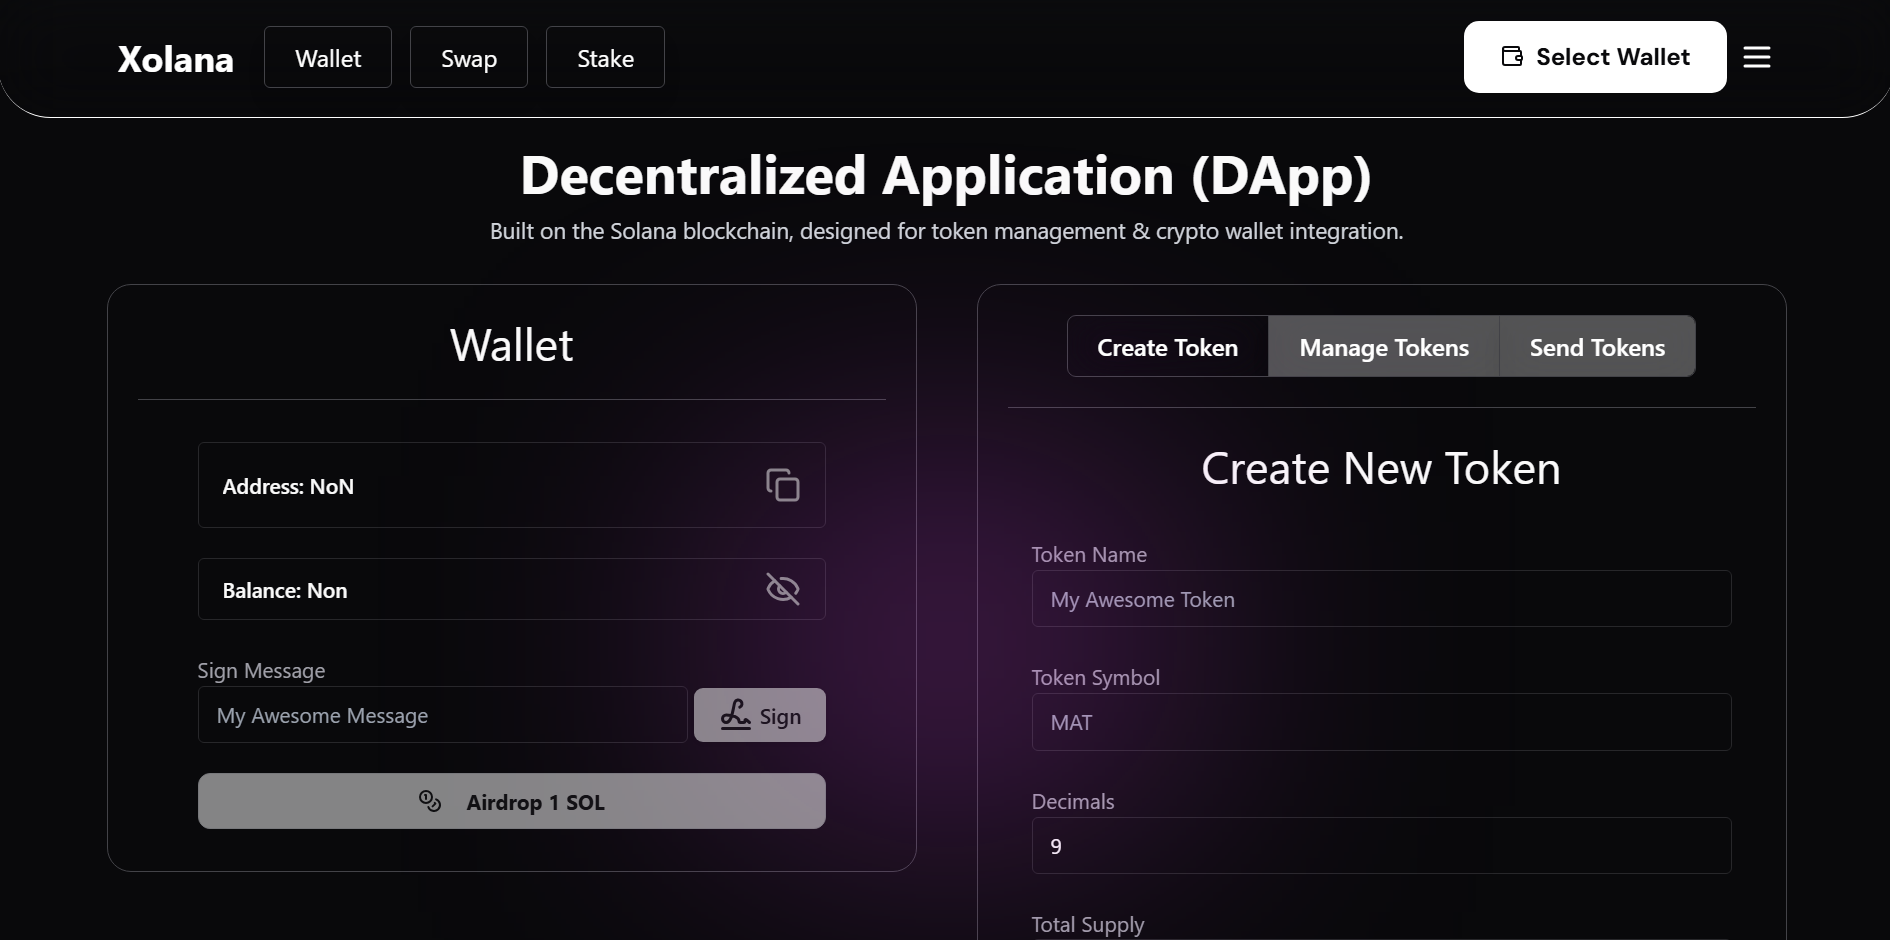 Xolana
Wallet
Swap
Stake
Select Wallet
Decentralized Application (DApp)
Built on the Solana blockchain, designed for token management & crypto wallet integration.
Wallet
Address: NoN
Balance: Non
Sign Message
My Awesome Message
Sign
Airdrop 1 SOL
Create Token
Manage Tokens
Send Tokens
Create New Token
Token Name
My Awesome Token
Token Symbol
MAT
Decimals
9
Total Supply